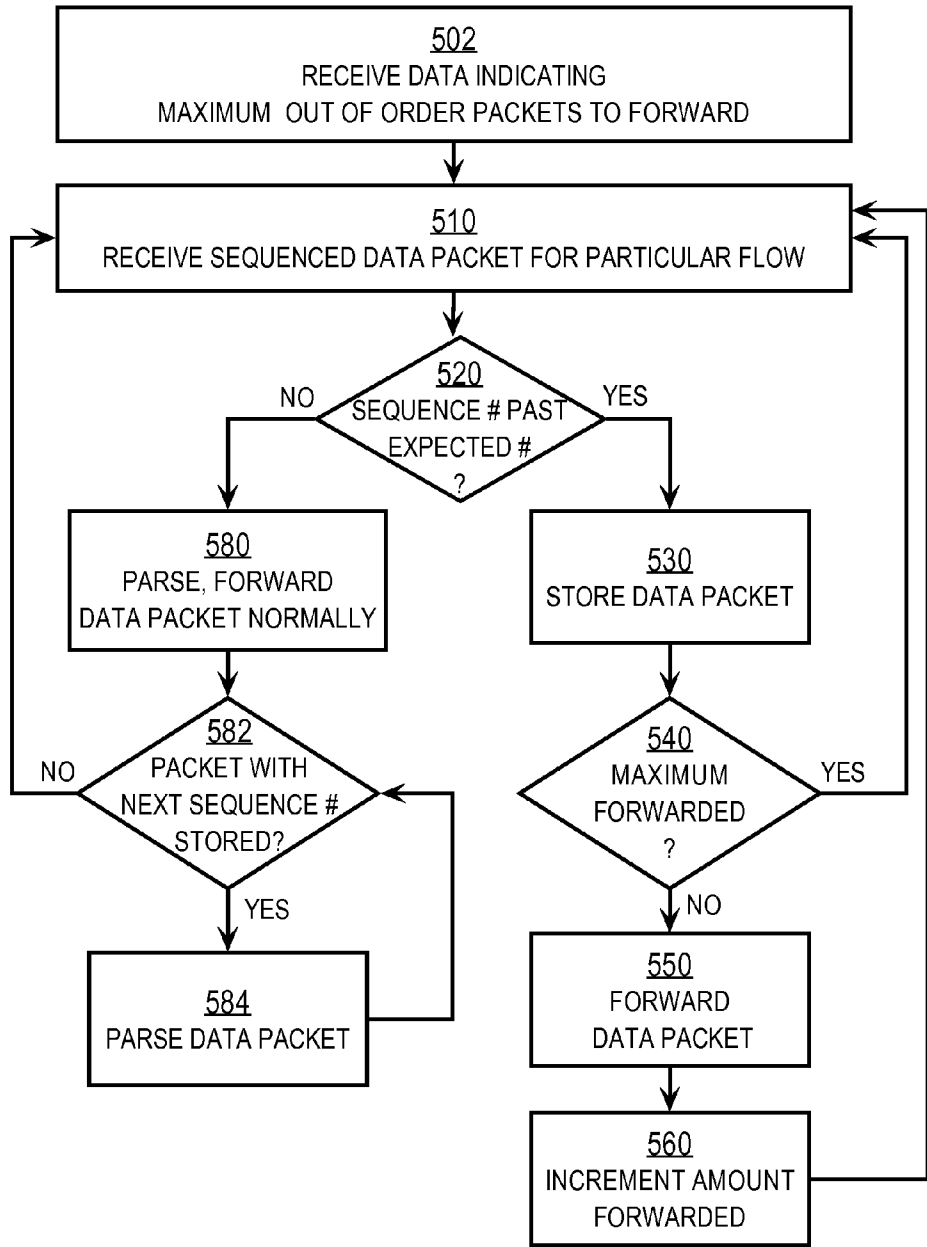 502
RECEIVE DATA INDICATING
MAXIMUM OUT OF ORDER PACKETS TO FORWARD
510
RECEIVE SEQUENCED DATA PACKET FOR PARTICULAR FLOW
520
SEQUENCE # PAST
EXPECTED #
?
NO
YES
580
PARSE, FORWARD
DATA PACKET NORMALLY
530
STORE DATA PACKET
582
PACKET WITH
NEXT SEQUENCE #
STORED?
NO
YES
540
MAXIMUM
FORWARDED
?
YES
NO
584
PARSE DATA PACKET
550
FORWARD
DATA PACKET
560
INCREMENT AMOUNT
FORWARDED